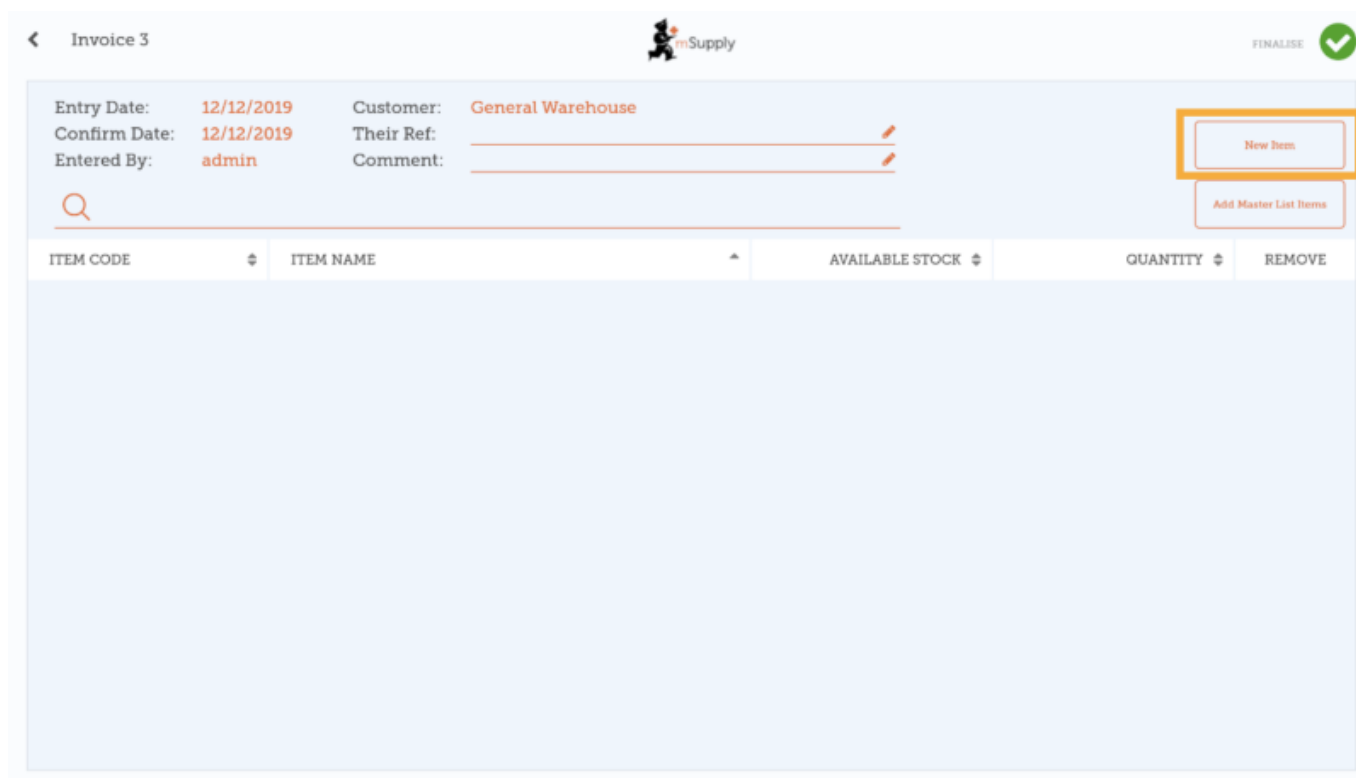 Invoice 3
mSupply
FINALISE
Entry Date: 12/12/2019 Customer: General Warehouse
Confirm Date: 12/12/2019 Their Ref:
Entered By: admin Comment:
New Item
Add Master List Items
ITEM CODE ITEM NAME AVAILABLE STOCK QUANTITY REMOVE